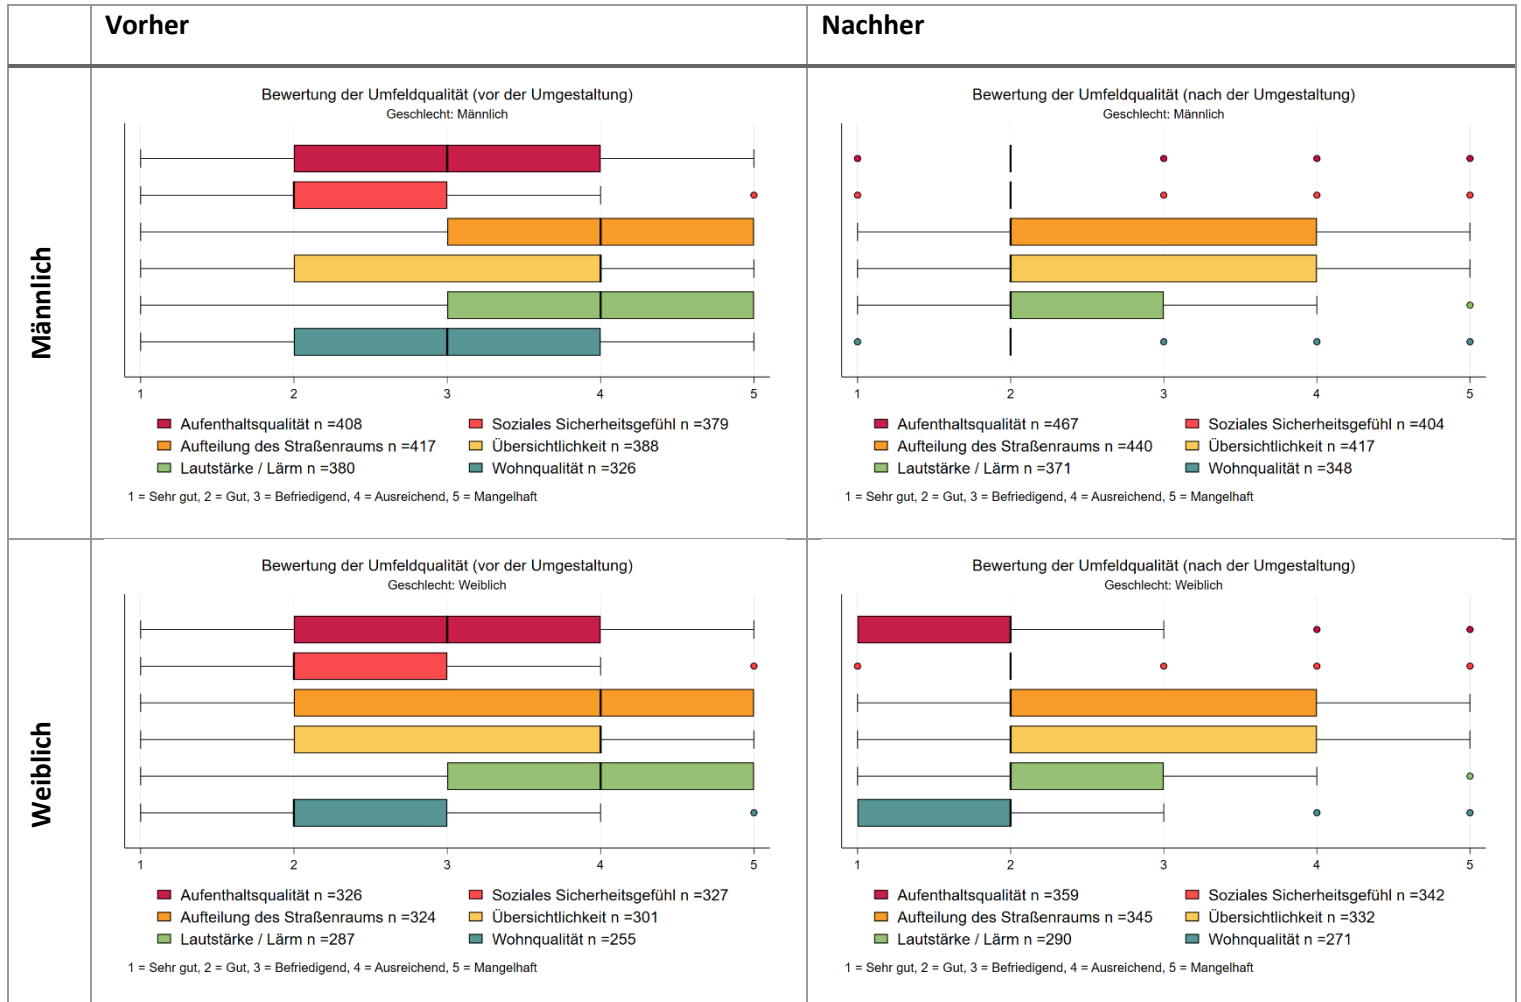 Vorher
Nachher
Männlich
Bewertung der Umfeldqualität (vor der Umgestaltung)
Geschlecht: Männlich
1 2 3 4 5
Aufenthaltsqualität n =408 Soziales Sicherheitsgefühl n =379
Aufteilung des Straßenraums n =417 Übersichtlichkeit n =388
Lautstärke / Lärm n =380 Wohnqualität n =326
1 = Sehr gut, 2 = Gut, 3 = Befriedigend, 4 = Ausreichend, 5 = Mangelhaft
Bewertung der Umfeldqualität (nach der Umgestaltung)
Geschlecht: Männlich
1 2 3 4 5
Aufenthaltsqualität n =467 Soziales Sicherheitsgefühl n =404
Aufteilung des Straßenraums n =440 Übersichtlichkeit n =417
Lautstärke / Lärm n =371 Wohnqualität n =348
1 = Sehr gut, 2 = Gut, 3 = Befriedigend, 4 = Ausreichend, 5 = Mangelhaft
Weiblich
Bewertung der Umfeldqualität (vor der Umgestaltung)
Geschlecht: Weiblich
1 2 3 4 5
Aufenthaltsqualität n =326 Soziales Sicherheitsgefühl n =327
Aufteilung des Straßenraums n =324 Übersichtlichkeit n =301
Lautstärke / Lärm n =287 Wohnqualität n =255
1 = Sehr gut, 2 = Gut, 3 = Befriedigend, 4 = Ausreichend, 5 = Mangelhaft
Bewertung der Umfeldqualität (nach der Umgestaltung)
Geschlecht: Weiblich
1 2 3 4 5
Aufenthaltsqualität n =359 Soziales Sicherheitsgefühl n =342
Aufteilung des Straßenraums n =345 Übersichtlichkeit n =332
Lautstärke / Lärm n =290 Wohnqualität n =271
1 = Sehr gut, 2 = Gut, 3 = Befriedigend, 4 = Ausreichend, 5 = Mangelhaft